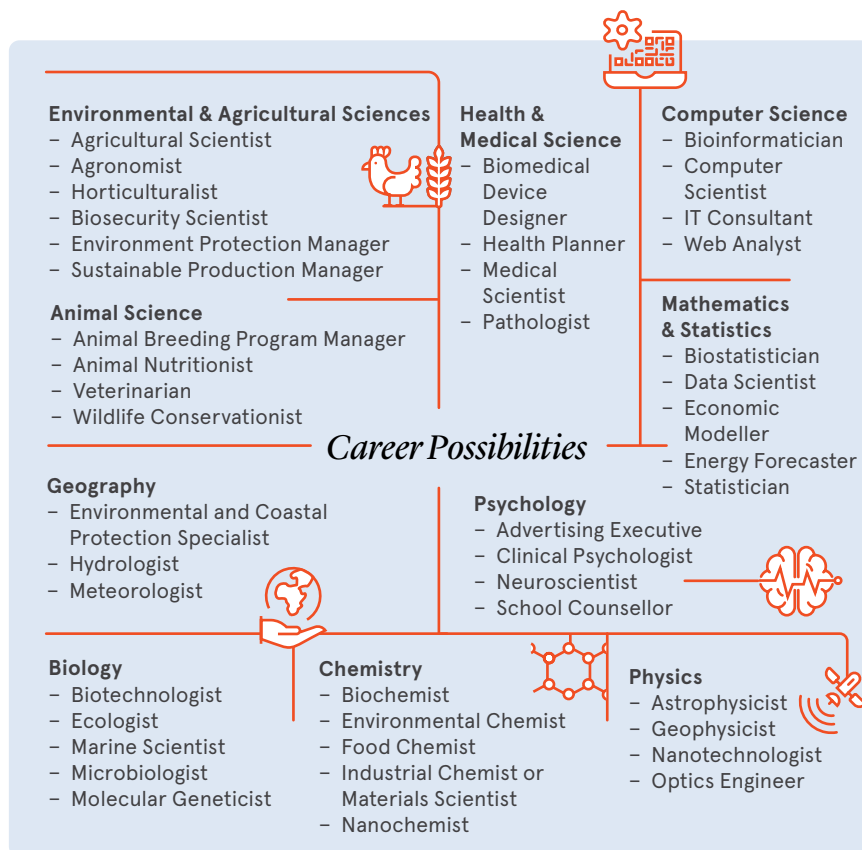 Environmental & Agricultural Sciences
– Agricultural Scientist
– Agronomist
– Horticulturalist
– Biosecurity Scientist
– Environment Protection Manager
– Sustainable Production Manager
Animal Science
– Animal Breeding Program Manager
– Animal Nutritionist
– Veterinarian
– Wildlife Conservationist
Health &
Medical Science
– Biomedical
Device
Designer
– Health Planner
– Medical
Scientist
– Pathologist
Computer Science
– Bioinformatician
– Computer
Scientist
– IT Consultant
– Web Analyst
Mathematics
& Statistics
– Biostatistician
– Data Scientist
– Economic
Modeller
– Energy Forecaster
– Statistician
Career Possibilities
Geography
– Environmental and Coastal
Protection Specialist
– Hydrologist
– Meteorologist
Psychology
– Advertising Executive
– Clinical Psychologist
– Neuroscientist
– School Counsellor
Biology
– Biotechnologist
– Ecologist
– Marine Scientist
– Microbiologist
– Molecular Geneticist
Chemistry
– Biochemist
– Environmental Chemist
– Food Chemist
– Industrial Chemist or
Materials Scientist
– Nanochemist
Physics
– Astrophysicist
– Geophysicist
– Nanotechnologist
– Optics Engineer